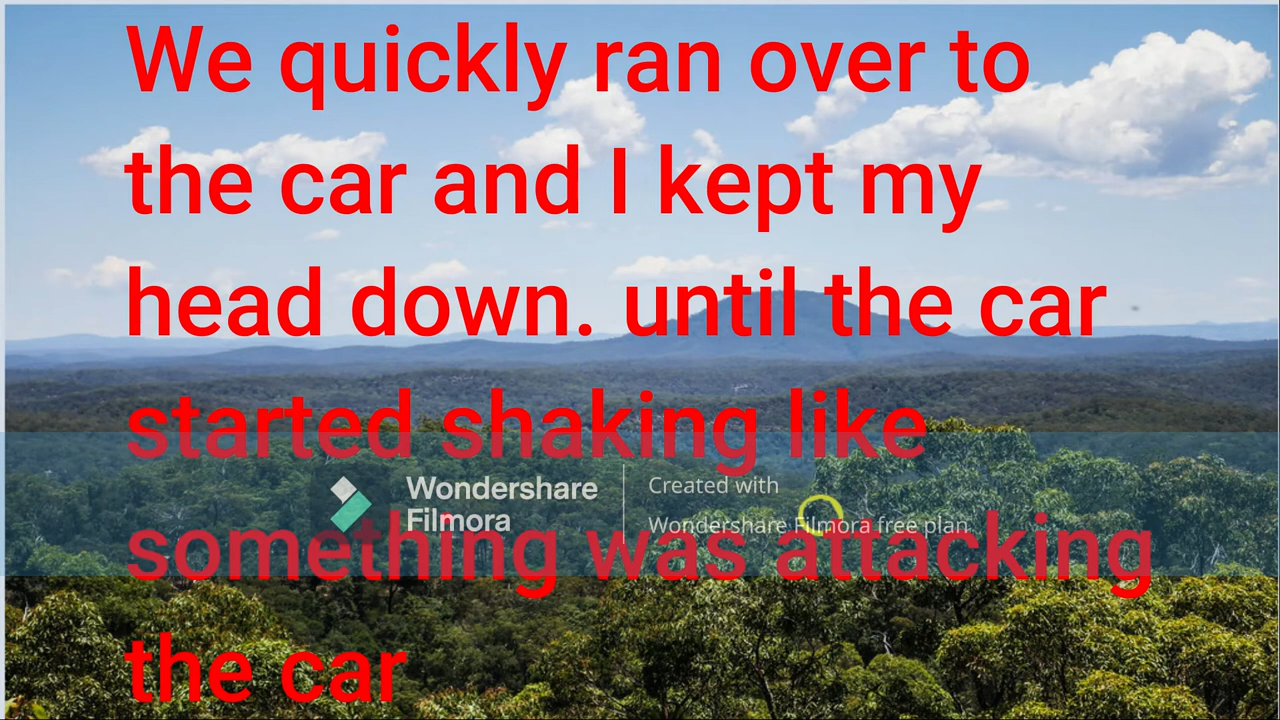 We quickly ran over to
the car and I kept my
head down. until the car
started shaking like
something was attacking
the car
Wondershare
Filmora
Created with
Wondershare Filmora free plan